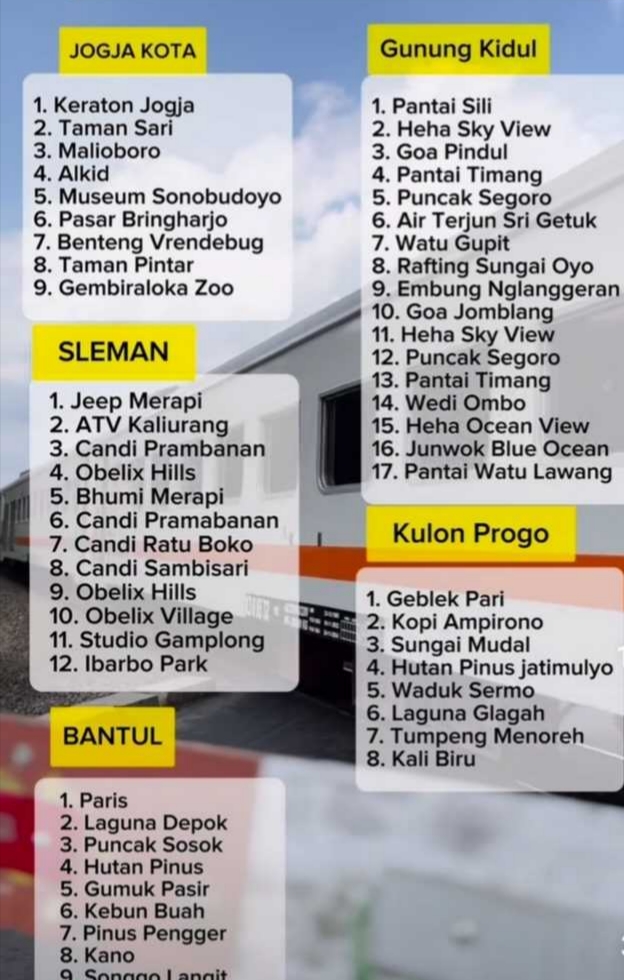 JOGJA KOTA
1. Keraton Jogja
2. Taman Sari
3. Malioboro
4. Alkid
5. Museum Sonobudoyo
6. Pasar Bringharjo
7. Benteng Vrendebug
8. Taman Pintar
9. Gembiraloka Zoo
SLEMAN
1. Jeep Merapi
2. ATV Kaliurang
3. Candi Prambanan
4. Obelix Hills
5. Bhumi Merapi
6. Candi Pramabanan
7. Candi Ratu Boko
8. Candi Sambisari
9. Obelix Hills
10. Obelix Village
11. Studio Gamplong
12. Ibarbo Park
BANTUL
1. Paris
2. Laguna Depok
3. Puncak Sosok
4. Hutan Pinus
5. Gumuk Pasir
6. Kebun Buah
7. Pinus Pengger
8. Kano
9. Songgo Langit
Gunung Kidul
1. Pantai Sili
2. Heha Sky View
3. Goa Pindul
4. Pantai Timang
5. Puncak Segoro
6. Air Terjun Sri Getuk
7. Watu Gupit
8. Rafting Sungai Oyo
9. Embung Nglanggeran
10. Goa Jomblang
11. Heha Sky View
12. Puncak Segoro
13. Pantai Timang
14. Wedi Ombo
15. Heha Ocean View
16. Junwok Blue Ocean
17. Pantai Watu Lawang
Kulon Progo
1. Geblek Pari
2. Kopi Ampirono
3. Sungai Mudal
4. Hutan Pinus jatimulyo
5. Waduk Sermo
6. Laguna Glagah
7. Tumpeng Menoreh
8. Kali Biru